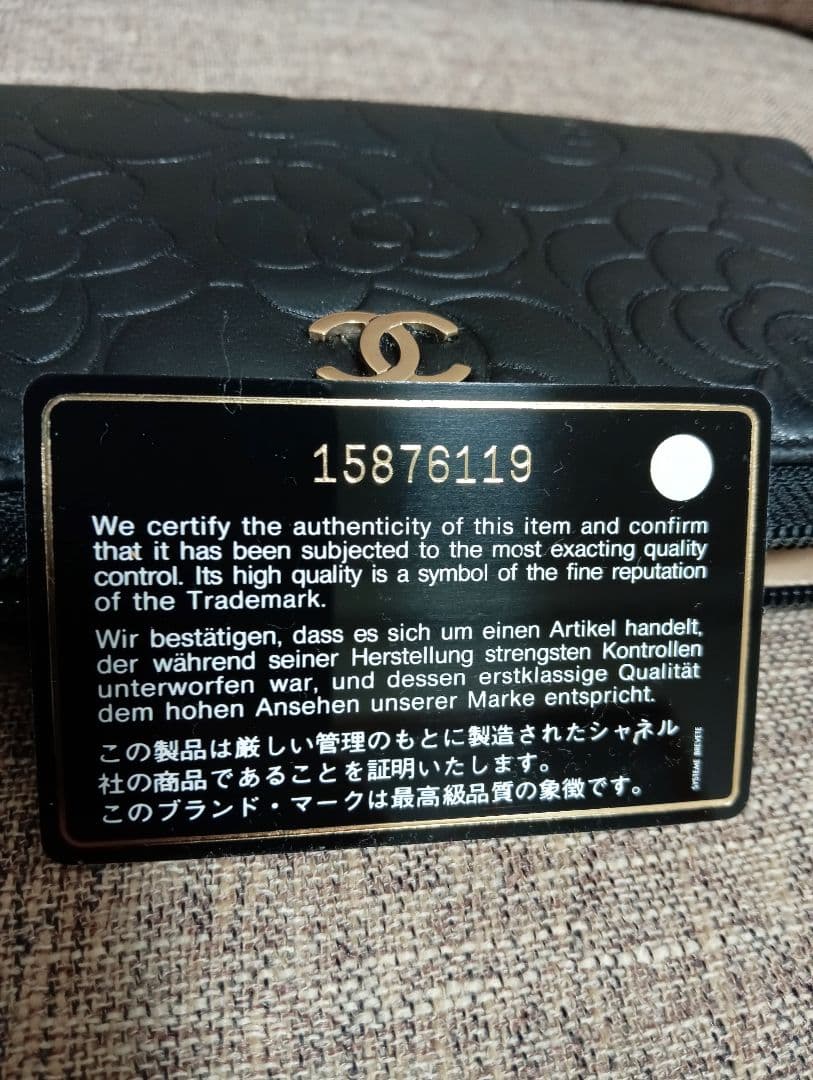 15876119
We certify the authenticity of this item and confirm
that it has been subjected to the most exacting quality
control. Its high quality is a symbol of the fine reputation
of the Trademark.
Wir bestätigen, dass es sich um einen Artikel handelt,
der während seiner Herstellung strengsten Kontrollen
unterworfen war, und dessen erstklassige Qualität
dem hohen Ansehen unserer Marke entspricht.
この製品は厳しい管理のもとに製造されたシャネル
社の商品であることを証明いたします。
このブランド・マークは最高級品質の象徴です。
SYSTEME BREVETE